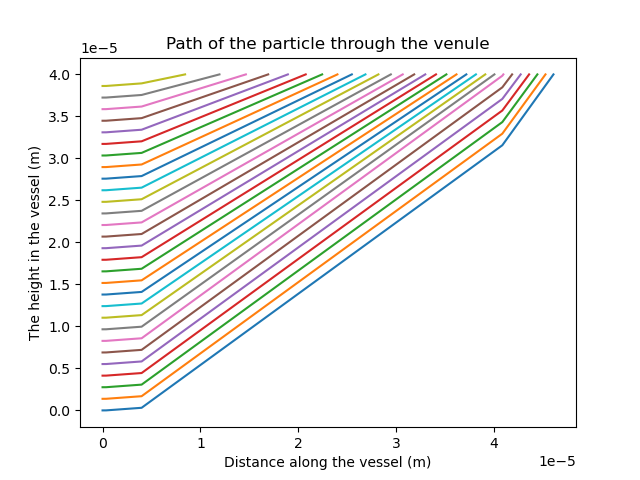 Path of the particle through the venule
1e−5
4.0
3.5
3.0
2.5
2.0
1.5
1.0
0.5
0.0
The height in the vessel (m)
0 1 2 3 4
1e−5
Distance along the vessel (m)